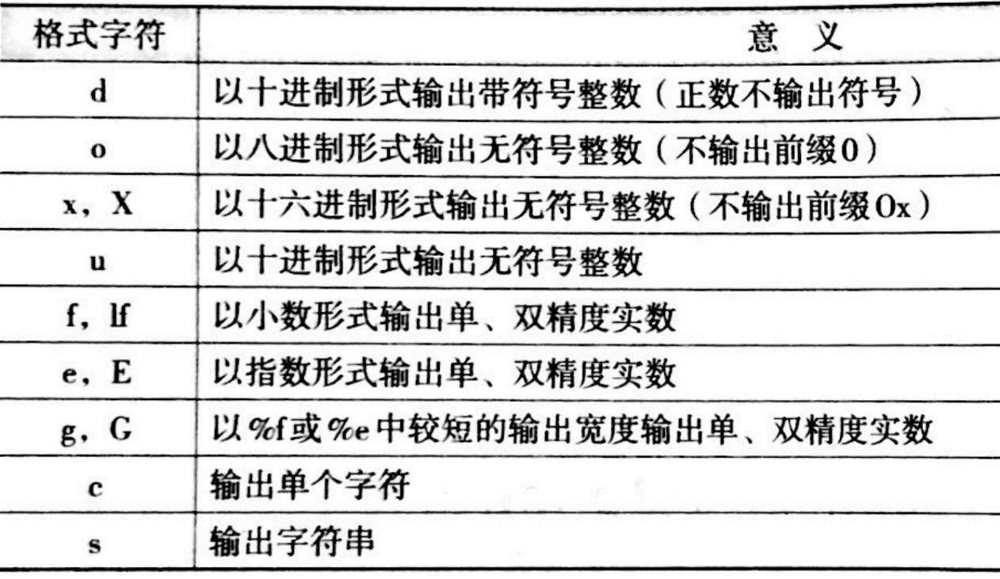 格式字符 意 义
d 以十进制形式输出带符号整数（正数不输出符号）
o 以八进制形式输出无符号整数（不输出前缀0）
x, X 以十六进制形式输出无符号整数（不输出前缀0x）
u 以十进制形式输出无符号整数
f, lf 以小数形式输出单、双精度实数
e, E 以指数形式输出单、双精度实数
g, G 以%f或%e中较短的输出宽度输出单、双精度实数
c 输出单个字符
s 输出字符串